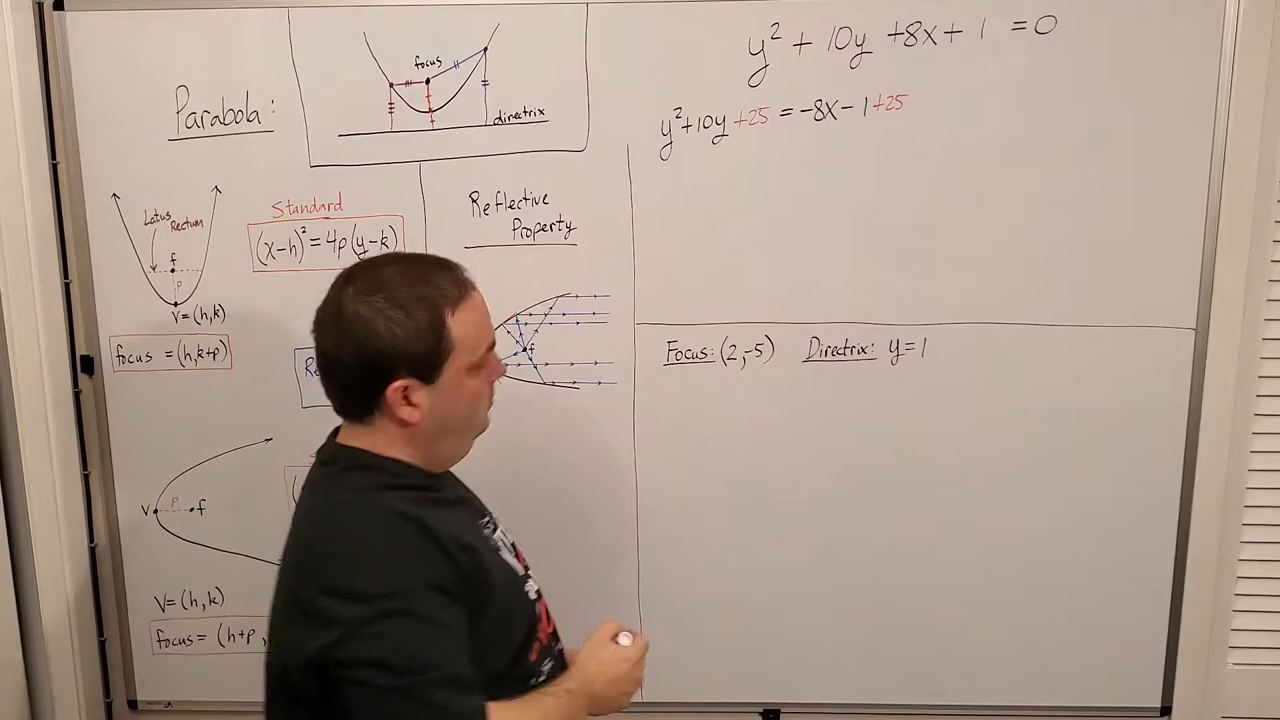 Parabola:
focus
directrix
Latus
Rectum
f
p
V=(h,k)
focus =(h,k+p)
Standard
(x-h)²=4p(y-k)
Reflective
Property
f
V
p
f
V=(h,k)
focus= (h+p,
y²+10y+8x+1=0
y²+10y+25=-8x-1+25
Focus:(2,-5) Directrix: y=1